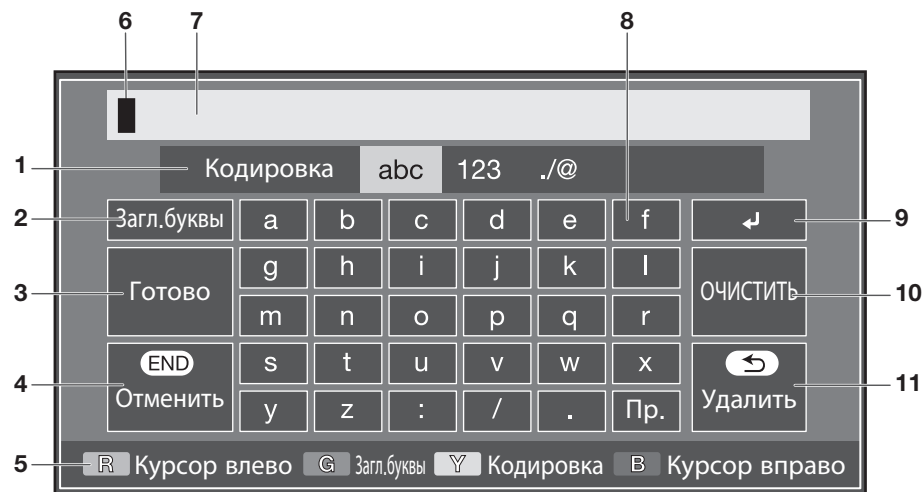 6 7 8
1 Кодировка abc 123 ./@
2 Загл.буквы a b c d e f ↲ 9
g h i j k l
3 Готово ОЧИСТИТЬ 10
m n o p q r
END s t u v w x
4 Отменить Удалить 11
y z : / . Пр.
5 R Курсор влево G Загл.буквы Y Кодировка B Курсор вправо